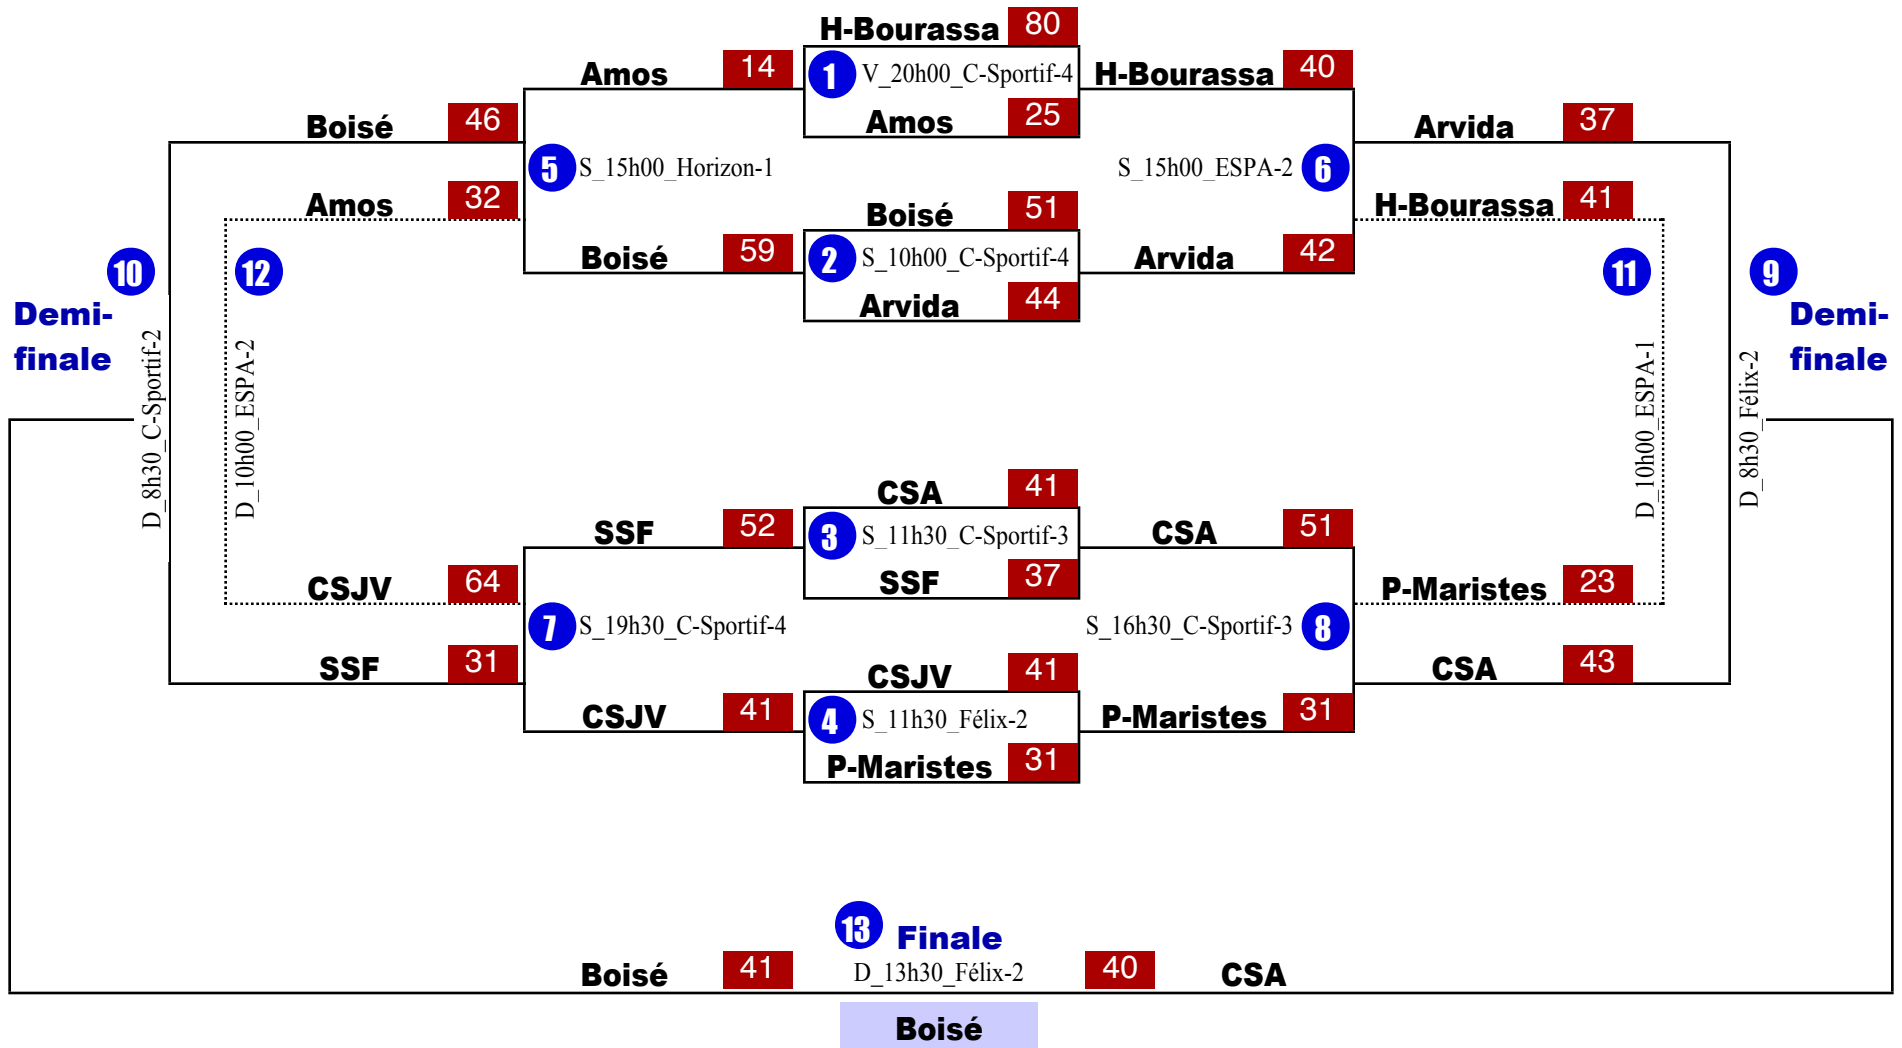 H-Bourassa 80
Amos 14 1 V_20h00_C-Sportif-4 H-Bourassa 40
Boisé 46 Amos 25 Arvida 37
5 S_15h00_Horizon-1 S_15h00_ESPA-2 6
Amos 32 Boisé 51 H-Bourassa 41
10 12 Boisé 59 2 S_10h00_C-Sportif-4 Arvida 42 11 9
Arvida 44
Demi-
finale
Demi-
finale
D_8h30_C-Sportif-2
D_10h00_ESPA-2
D_10h00_ESPA-1
D_8h30_Félix-2
CSA 41
SSF 52 3 S_11h30_C-Sportif-3 CSA 51
CSJV 64 SSF 37 P-Maristes 23
7 S_19h30_C-Sportif-4 S_16h30_C-Sportif-3 8
SSF 31 CSJV 41 CSA 43
CSJV 41 4 S_11h30_Félix-2 P-Maristes 31
P-Maristes 31
13 Finale
Boisé 41 D_13h30_Félix-2 40 CSA
Boisé